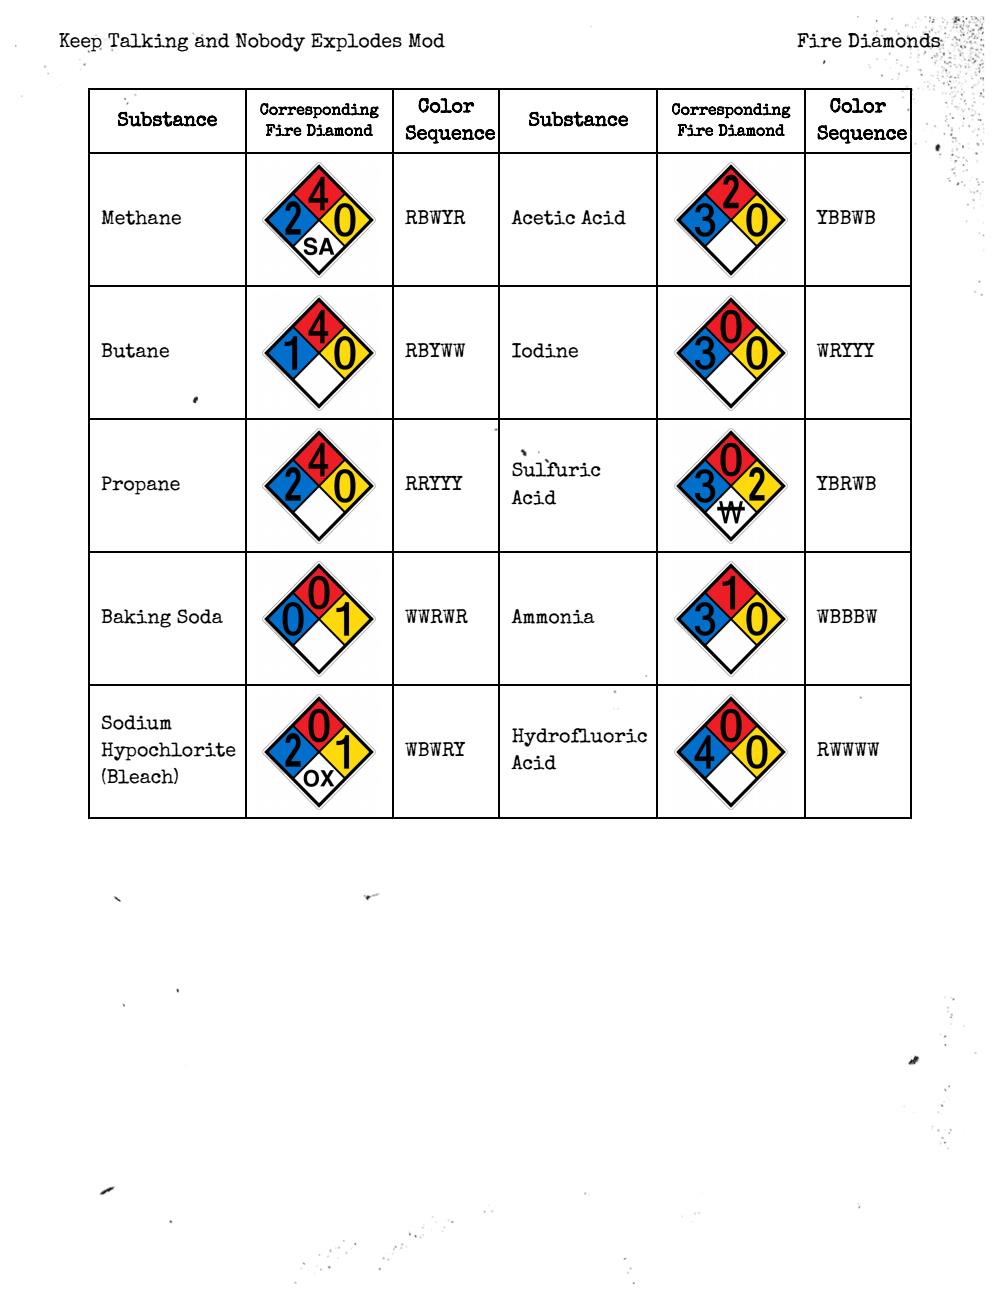 Keep Talking and Nobody Explodes Mod
Fire Diamonds
Substance
Corresponding
Fire Diamond
Color
Sequence
Substance
Corresponding
Fire Diamond
Color
Sequence
Methane
4
2 0
SA
RBWYR
Acetic Acid
2
3 0
YBBWB
Butane
4
1 0
RBYWW
Iodine
0
3 0
WRYYY
Propane
4
2 0
RRYYY
Sulfuric
Acid
0
3 2
W
YBRWB
Baking Soda
0
0 1
WWRWR
Ammonia
1
3 0
WBBBW
Sodium
Hypochlorite
(Bleach)
0
2 1
OX
WBWRY
Hydrofluoric
Acid
0
4 0
RWWWW